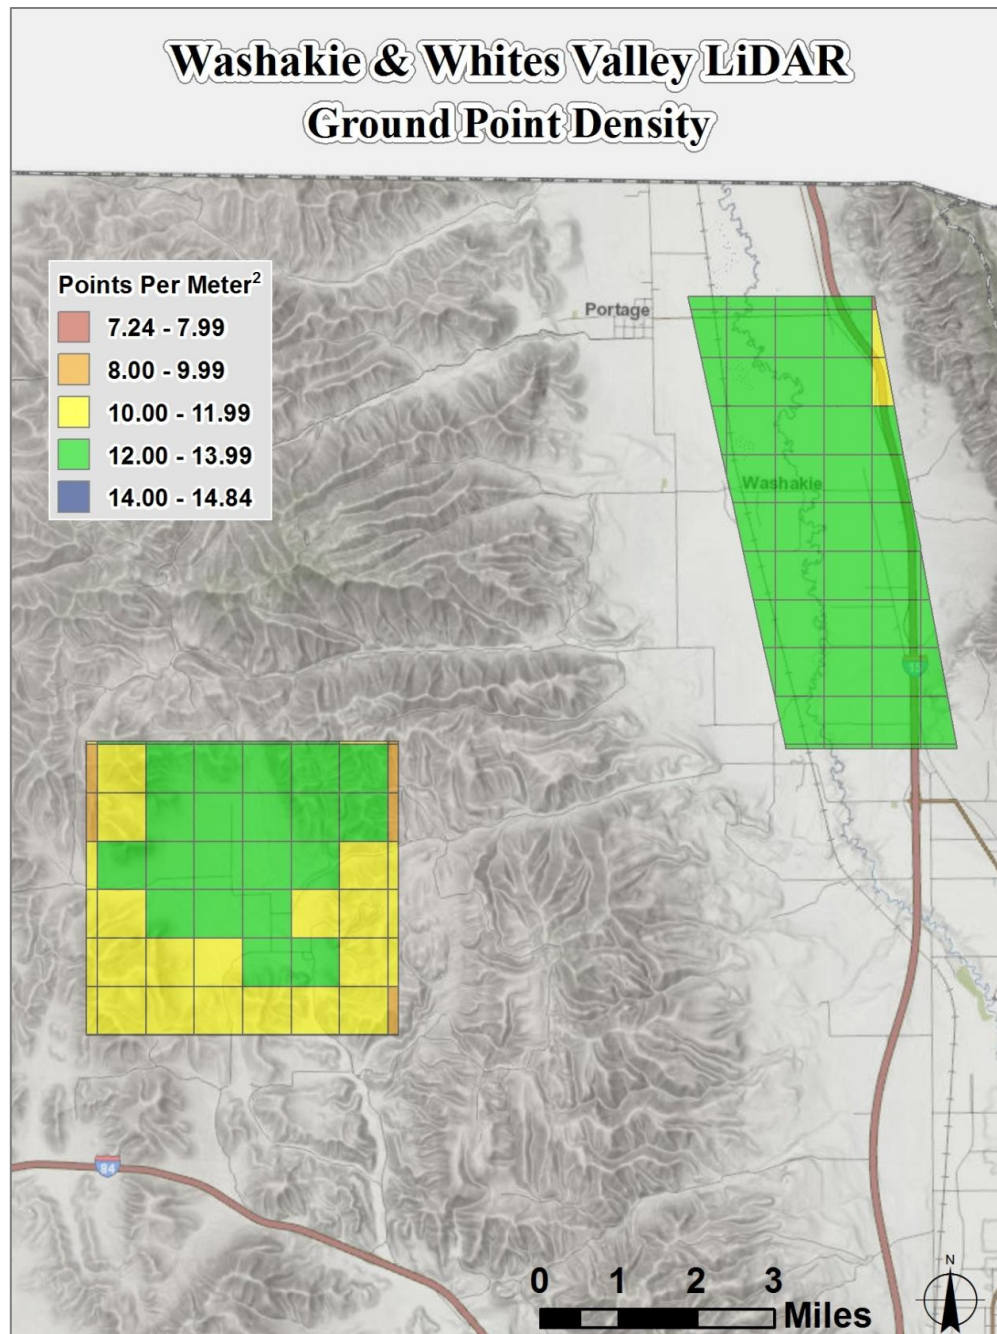 Washakie & Whites Valley LiDAR
Ground Point Density
Points Per Meter²
7.24 - 7.99
8.00 - 9.99
10.00 - 11.99
12.00 - 13.99
14.00 - 14.84
Portage
Washakie
15
84
0 1 2 3
Miles
N